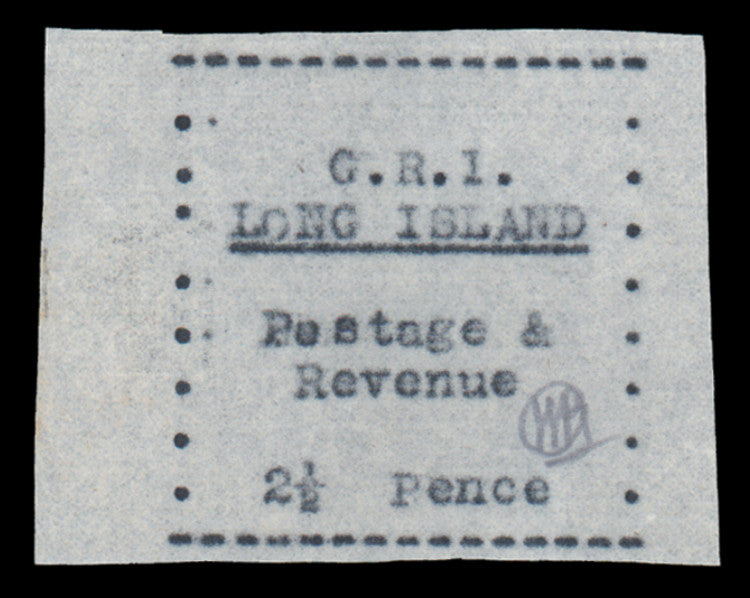 G.R.I.
LONG ISLAND
Postage &
Revenue
2½ Pence